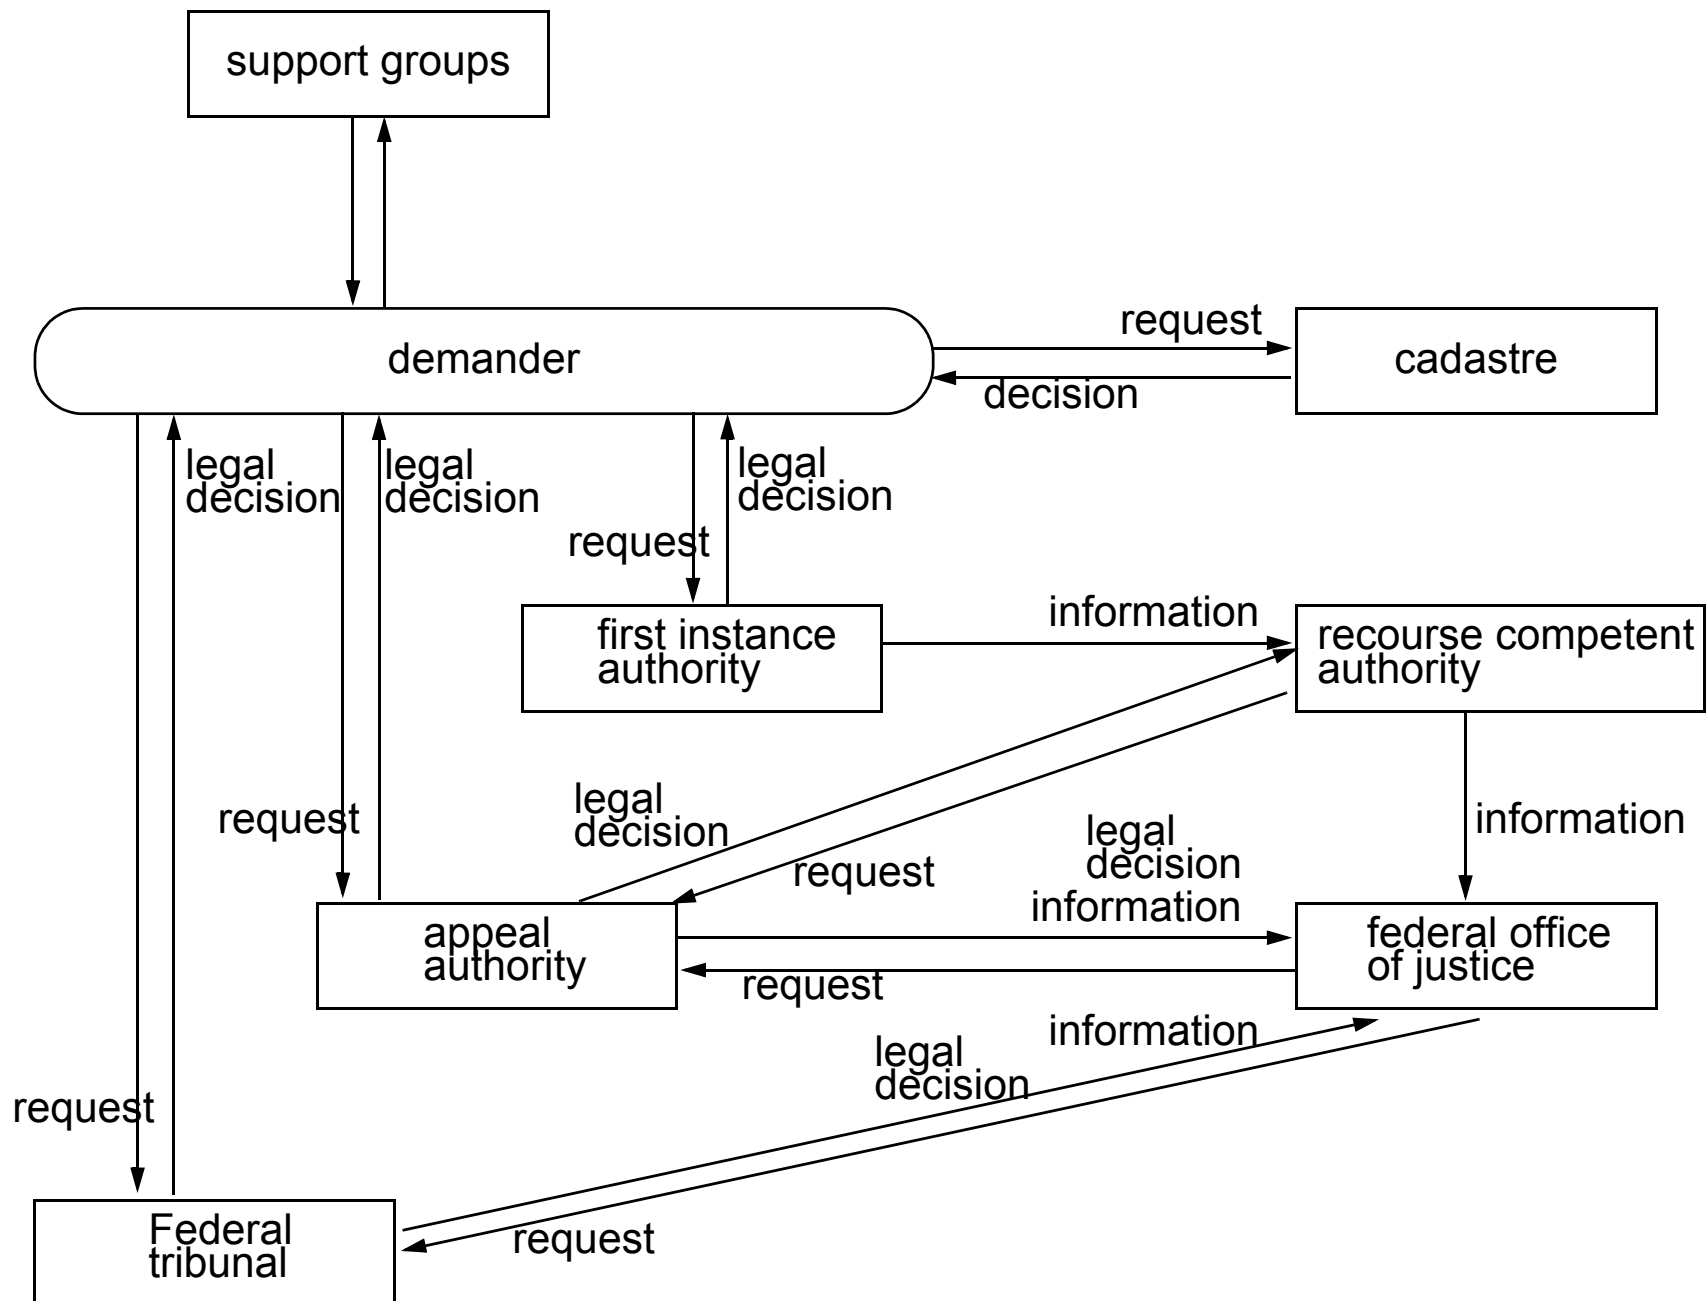 support groups
request
demander
cadastre
decision
legal
decision
legal
decision
legal
decision
request
information
first instance
authority
recourse competent
authority
legal
decision
request
information
legal
decision
request
information
appeal
authority
federal office
of justice
request
information
legal
decision
request
Federal
tribunal
request